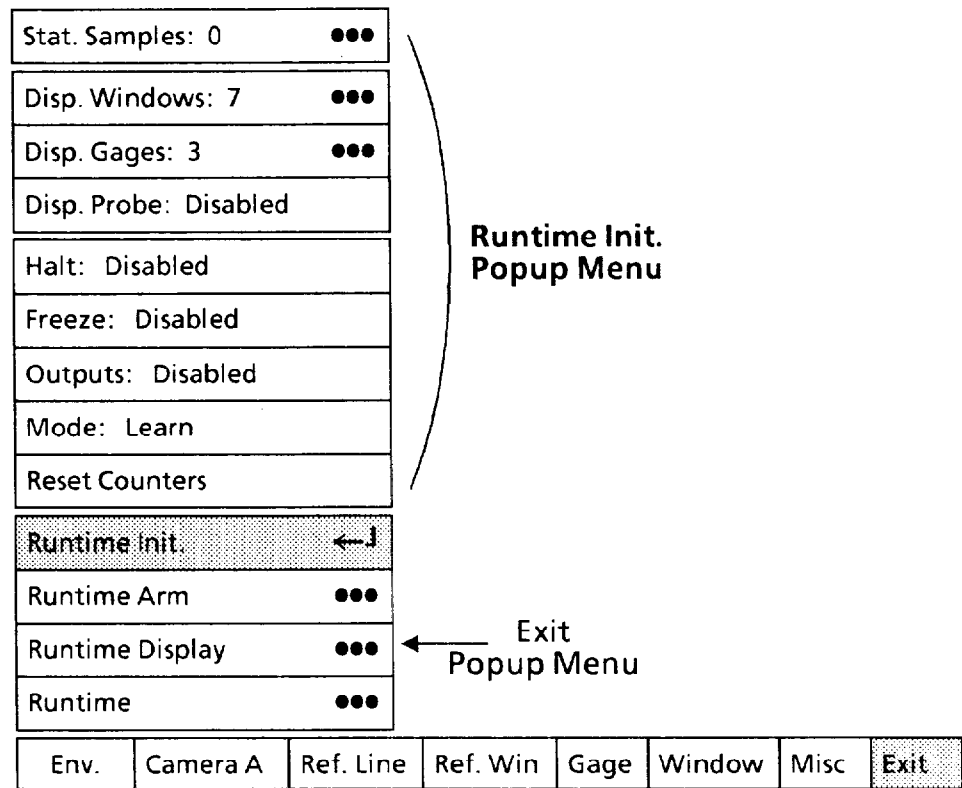 Stat. Samples: 0 •••
Disp. Windows: 7 •••
Disp. Gages: 3 •••
Disp. Probe: Disabled
Halt: Disabled
Freeze: Disabled
Outputs: Disabled
Mode: Learn
Reset Counters
Runtime Init.
Popup Menu
Runtime Init. ←┘
Runtime Arm •••
Runtime Display •••
Runtime •••
Exit
Popup Menu
Env. Camera A Ref. Line Ref. Win Gage Window Misc Exit